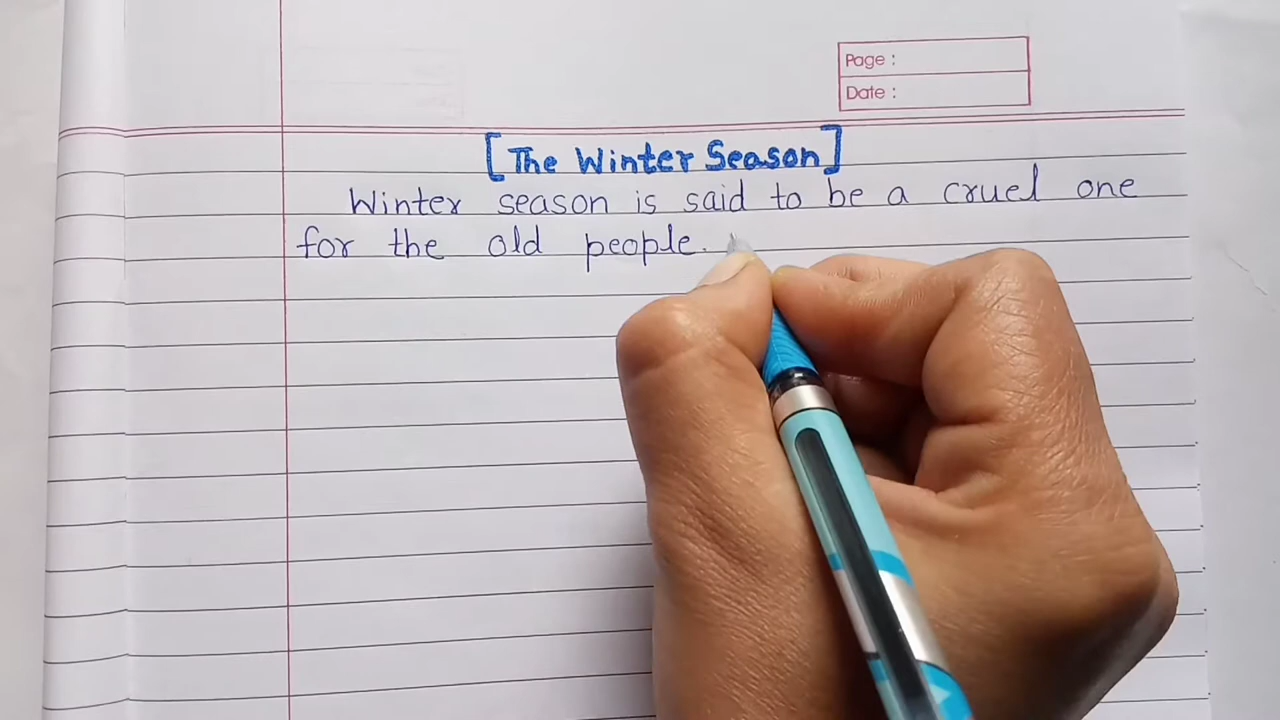 Page :
Date :
[The Winter Season]
Winter season is said to be a cruel one
for the old people.